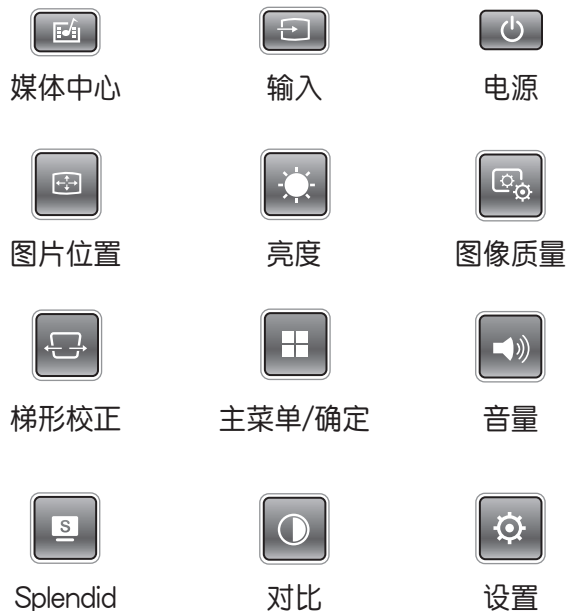 媒体中心 输入 电源
图片位置 亮度 图像质量
梯形校正 主菜单/确定 音量
S
Splendid 对比 设置